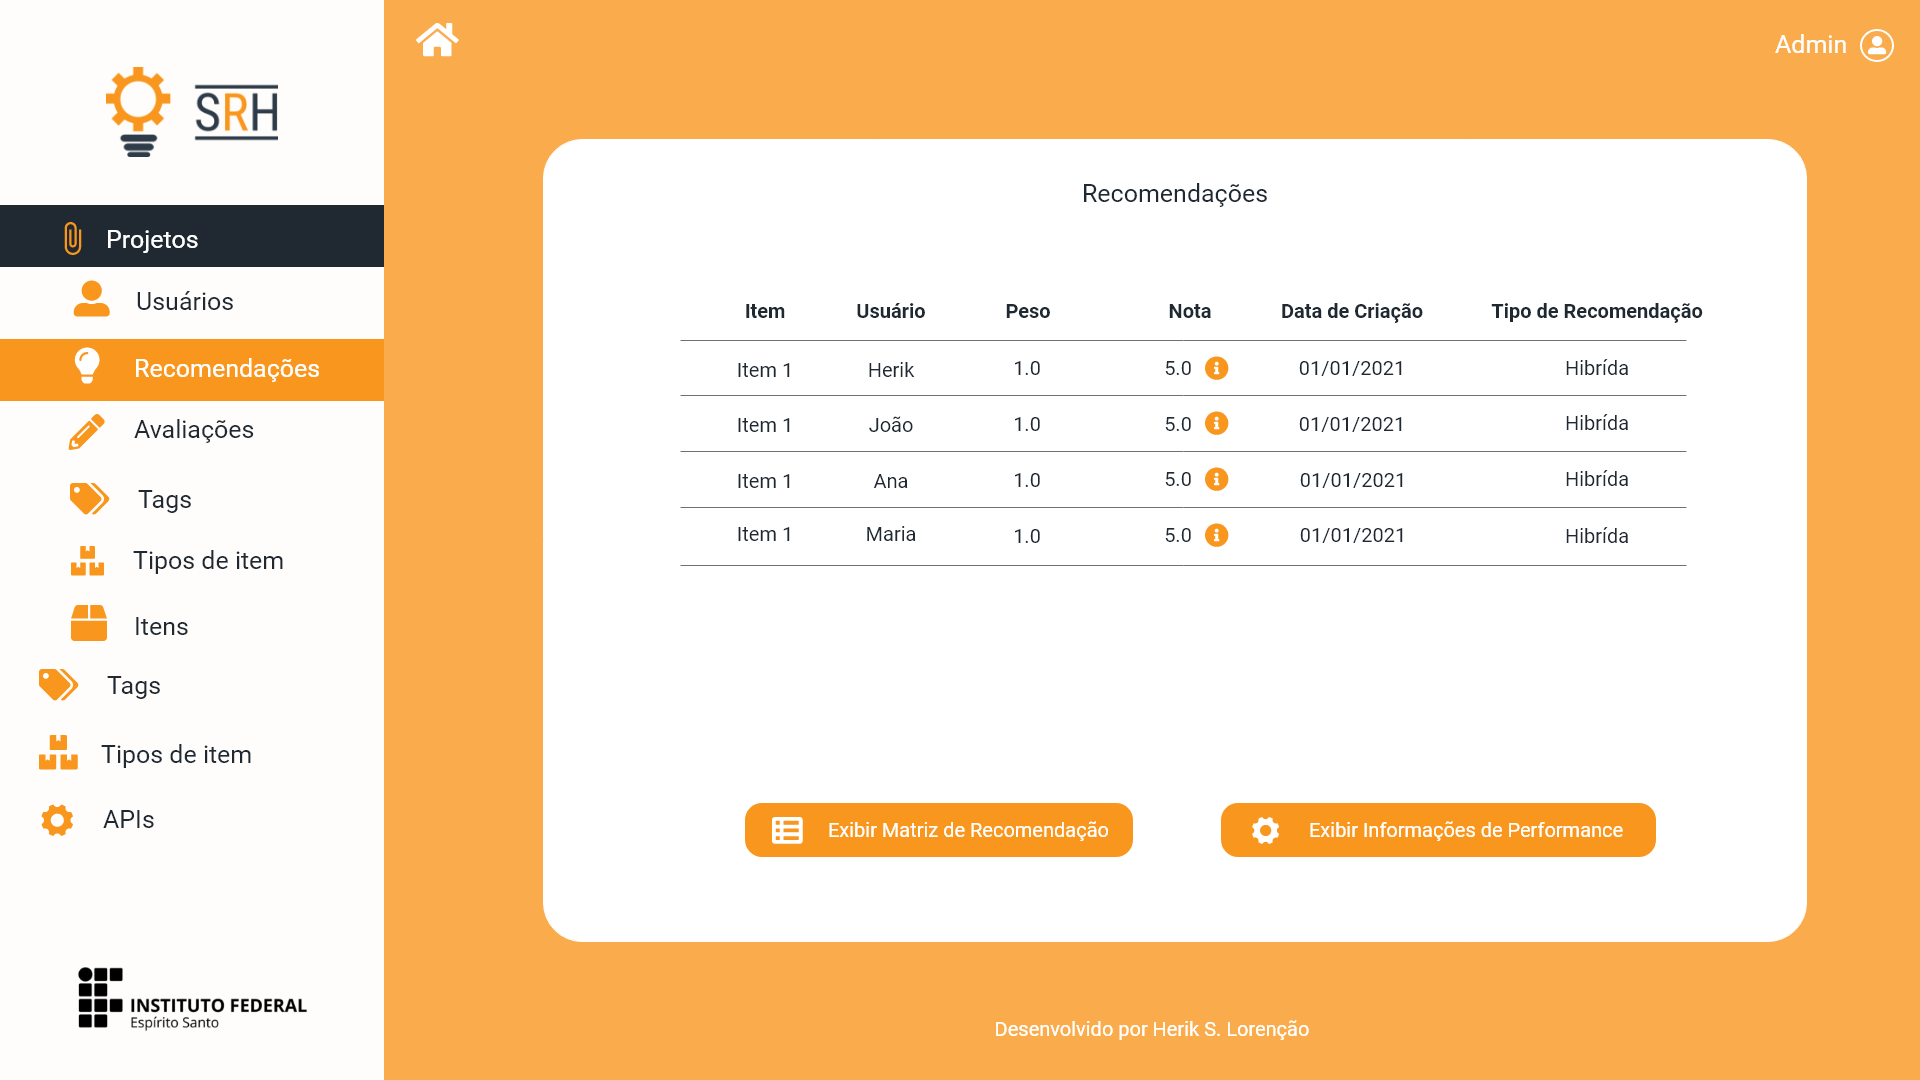 SRH
Projetos
Usuários
Recomendações
Avaliações
Tags
Tipos de item
Itens
Tags
Tipos de item
APIs
INSTITUTO FEDERAL
Espírito Santo
Admin
Recomendações
Item Usuário Peso Nota Data de Criação Tipo de Recomendação
Item 1 Herik 1.0 5.0 01/01/2021 Hibrída
Item 1 João 1.0 5.0 01/01/2021 Hibrída
Item 1 Ana 1.0 5.0 01/01/2021 Hibrída
Item 1 Maria 1.0 5.0 01/01/2021 Hibrída
Exibir Matriz de Recomendação Exibir Informações de Performance
Desenvolvido por Herik S. Lorenção